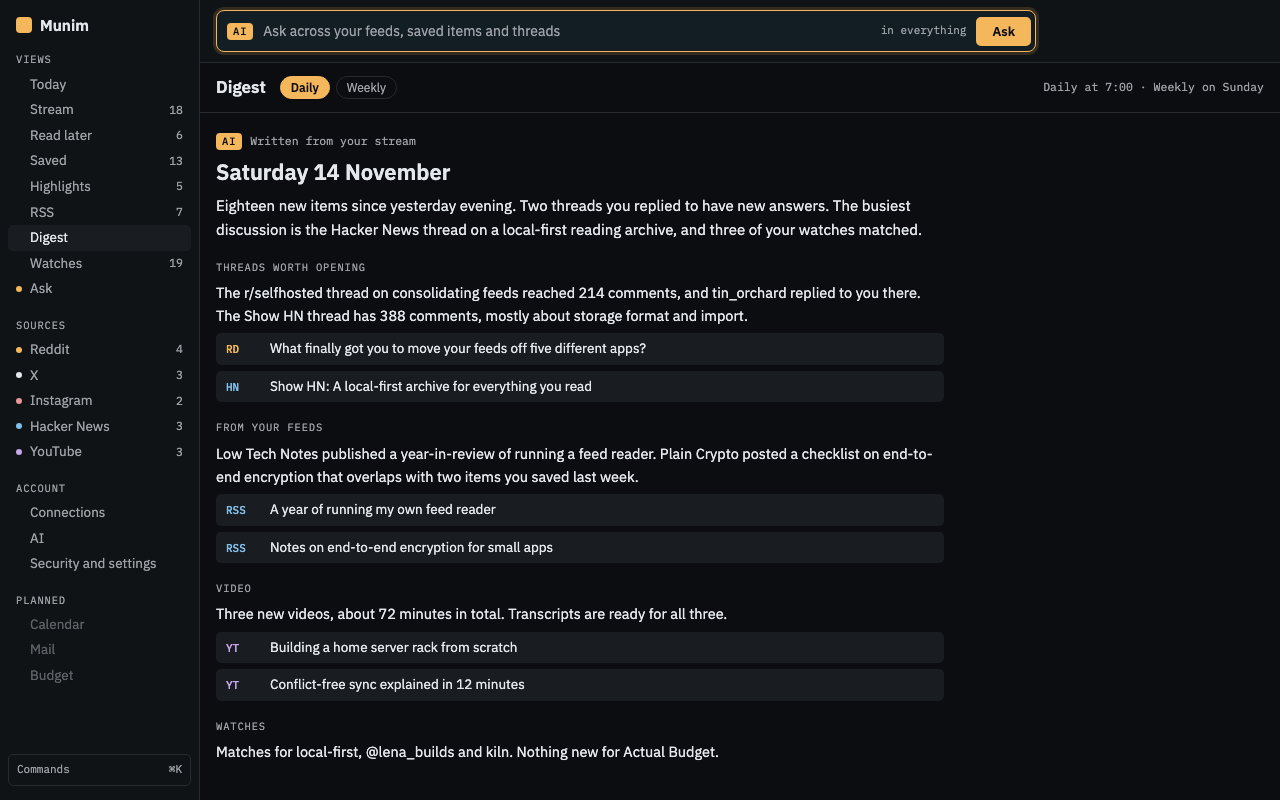 Munim
VIEWS
Today
Stream 18
Read later 6
Saved 13
Highlights 5
RSS 7
Digest
Watches 19
Ask
SOURCES
Reddit 4
X 3
Instagram 2
Hacker News 3
YouTube 3
ACCOUNT
Connections
AI
Security and settings
PLANNED
Calendar
Mail
Budget
Commands ⌘K
AI Ask across your feeds, saved items and threads in everything Ask
Digest Daily Weekly Daily at 7:00 · Weekly on Sunday
AI Written from your stream
Saturday 14 November
Eighteen new items since yesterday evening. Two threads you replied to have new answers. The busiest
discussion is the Hacker News thread on a local-first reading archive, and three of your watches matched.
THREADS WORTH OPENING
The r/selfhosted thread on consolidating feeds reached 214 comments, and tin_orchard replied to you there.
The Show HN thread has 388 comments, mostly about storage format and import.
RD What finally got you to move your feeds off five different apps?
HN Show HN: A local-first archive for everything you read
FROM YOUR FEEDS
Low Tech Notes published a year-in-review of running a feed reader. Plain Crypto posted a checklist on end-to-
end encryption that overlaps with two items you saved last week.
RSS A year of running my own feed reader
RSS Notes on end-to-end encryption for small apps
VIDEO
Three new videos, about 72 minutes in total. Transcripts are ready for all three.
YT Building a home server rack from scratch
YT Conflict-free sync explained in 12 minutes
WATCHES
Matches for local-first, @lena_builds and kiln. Nothing new for Actual Budget.